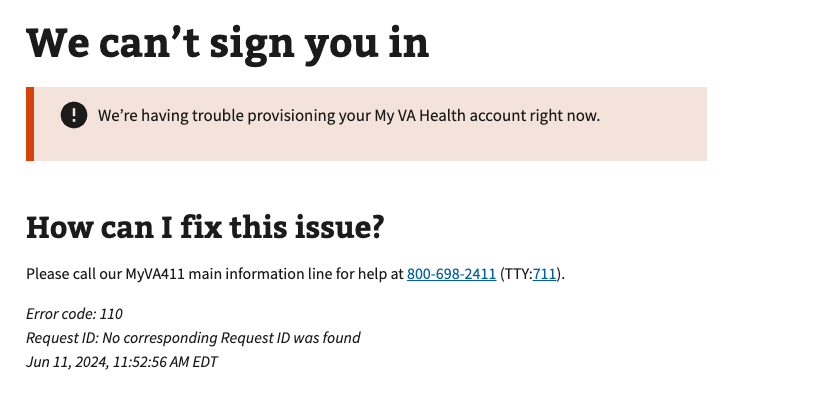 We can’t sign you in
! We’re having trouble provisioning your My VA Health account right now.
How can I fix this issue?
Please call our MyVA411 main information line for help at 800-698-2411 (TTY:711).
Error code: 110
Request ID: No corresponding Request ID was found
Jun 11, 2024, 11:52:56 AM EDT